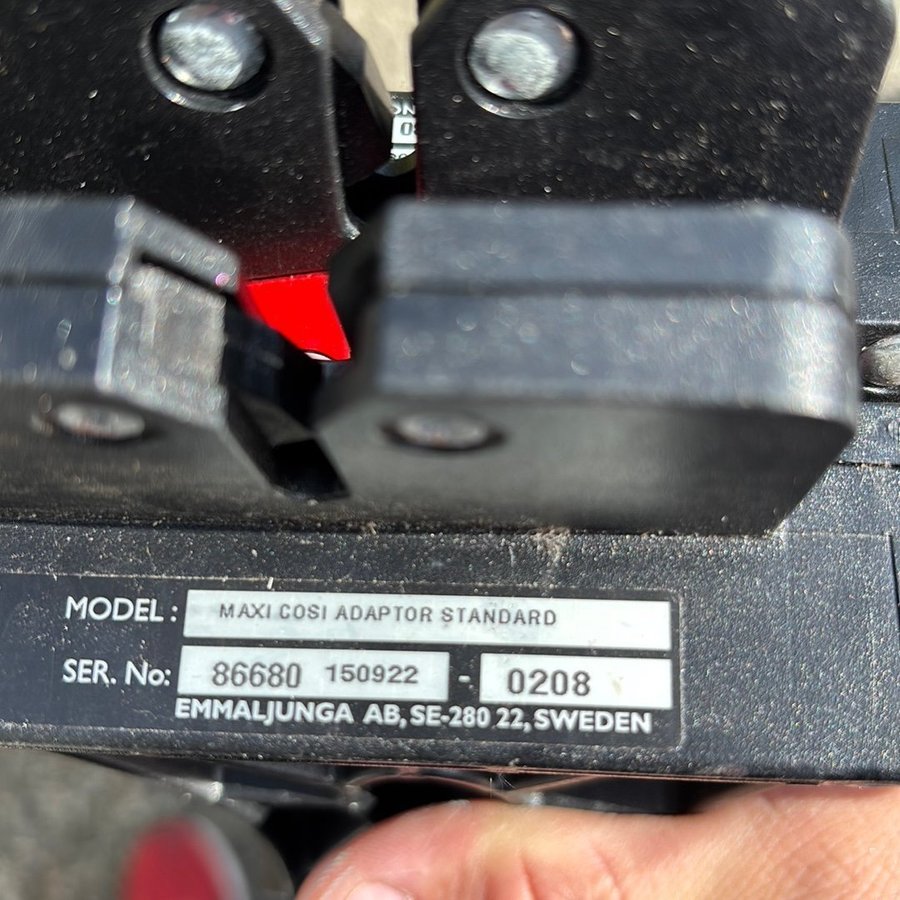 MODEL: MAXI COSI ADAPTOR STANDARD
SER. No: 86680 150922 - 0208
EMMALJUNGA AB, SE-280 22, SWEDEN